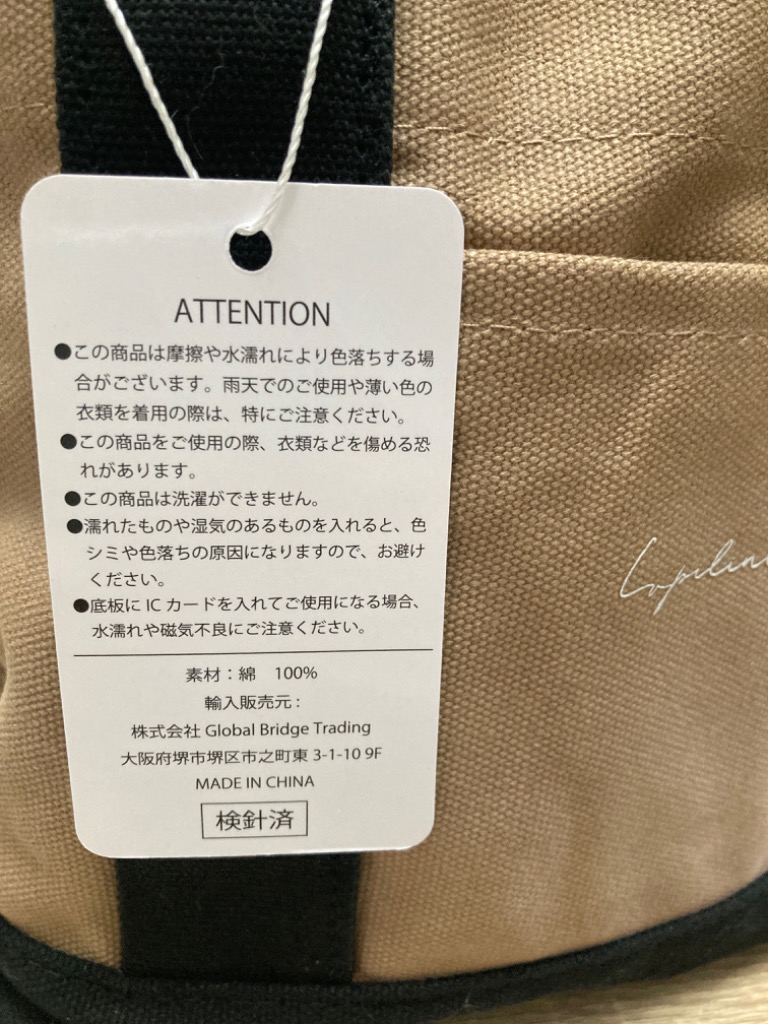 ATTENTION
●この商品は摩擦や水濡れにより色落ちする場
合がございます。雨天でのご使用や薄い色の
衣類を着用の際は、特にご注意ください。
●この商品をご使用の際、衣類などを傷める恐
れがあります。
●この商品は洗濯ができません。
●濡れたものや湿気のあるものを入れると、色
シミや色落ちの原因になりますので、お避け
ください。
●底板に IC カードを入れてご使用になる場合、
水濡れや磁気不良にご注意ください。
素材：綿 100%
輸入販売元：
株式会社 Global Bridge Trading
大阪府堺市堺区市之町東 3-1-10 9F
MADE IN CHINA
検針済